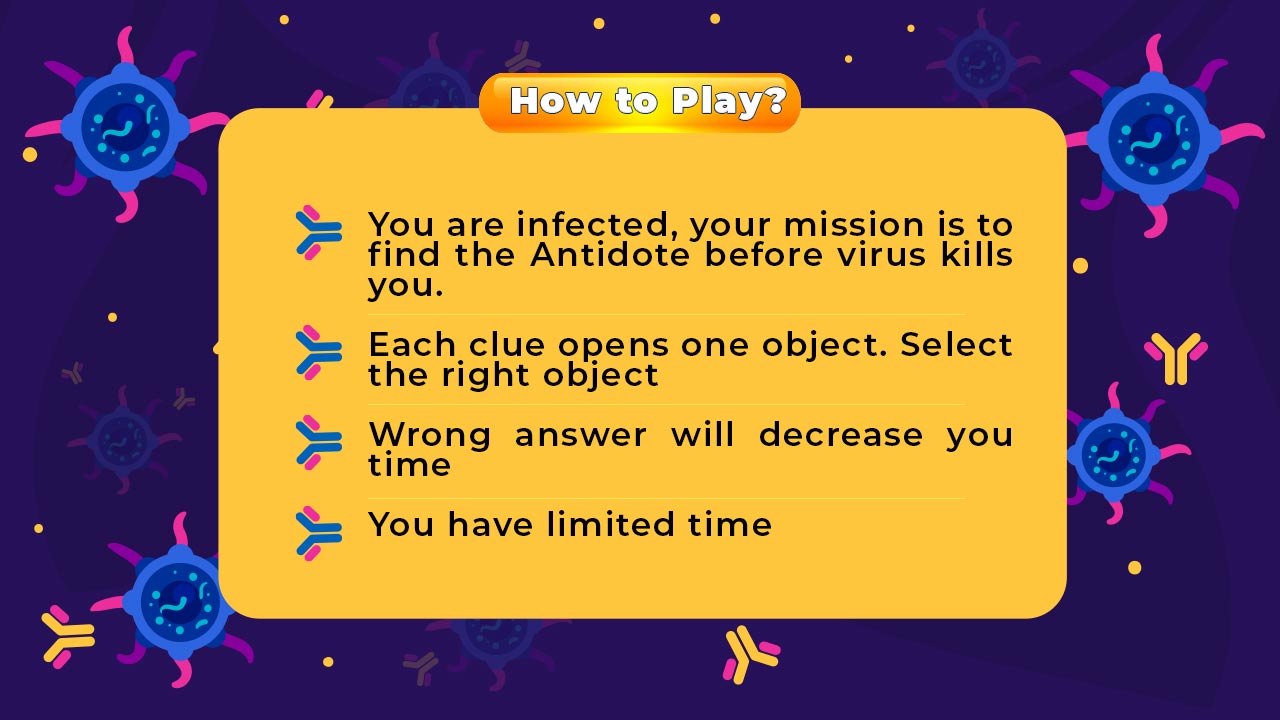 How to Play?
You are infected, your mission is to
find the Antidote before virus kills
you.
Each clue opens one object. Select
the right object
Wrong answer will decrease you
time
You have limited time